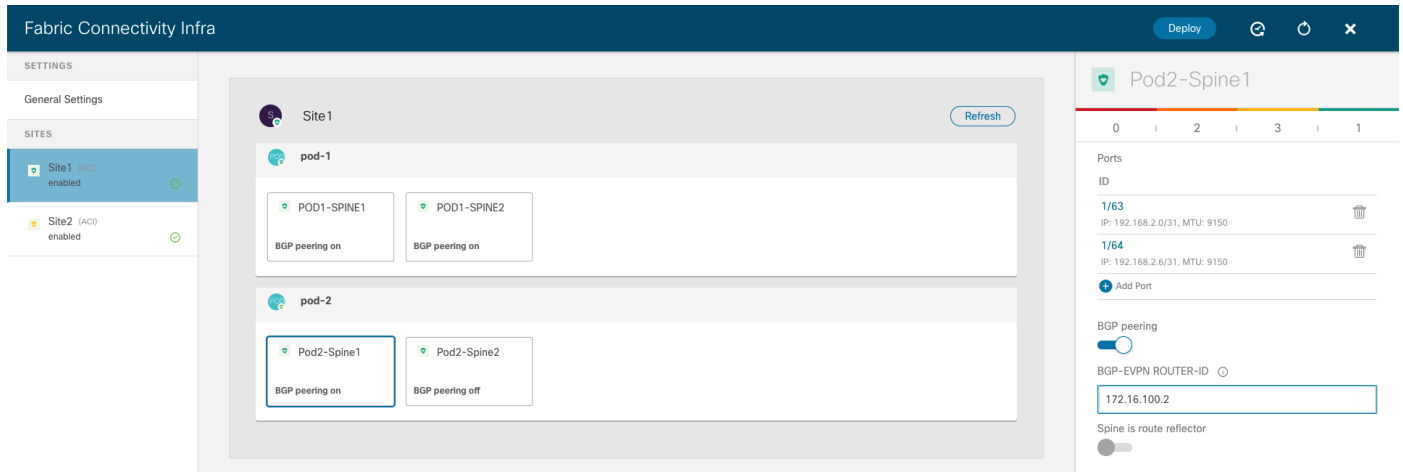 Fabric Connectivity Infra
Deploy
SETTINGS
General Settings
SITES
Site1 (ACI)
enabled
Site2 (ACI)
enabled
S
Site1
Refresh
POD
pod-1
POD1-SPINE1
POD1-SPINE2
BGP peering on
BGP peering on
POD
pod-2
Pod2-Spine1
Pod2-Spine2
BGP peering on
BGP peering off
Pod2-Spine1
0 2 3 1
Ports
ID
1/63
IP: 192.168.2.0/31, MTU: 9150
1/64
IP: 192.168.2.6/31, MTU: 9150
Add Port
BGP peering
BGP-EVPN ROUTER-ID
172.16.100.2
Spine is route reflector